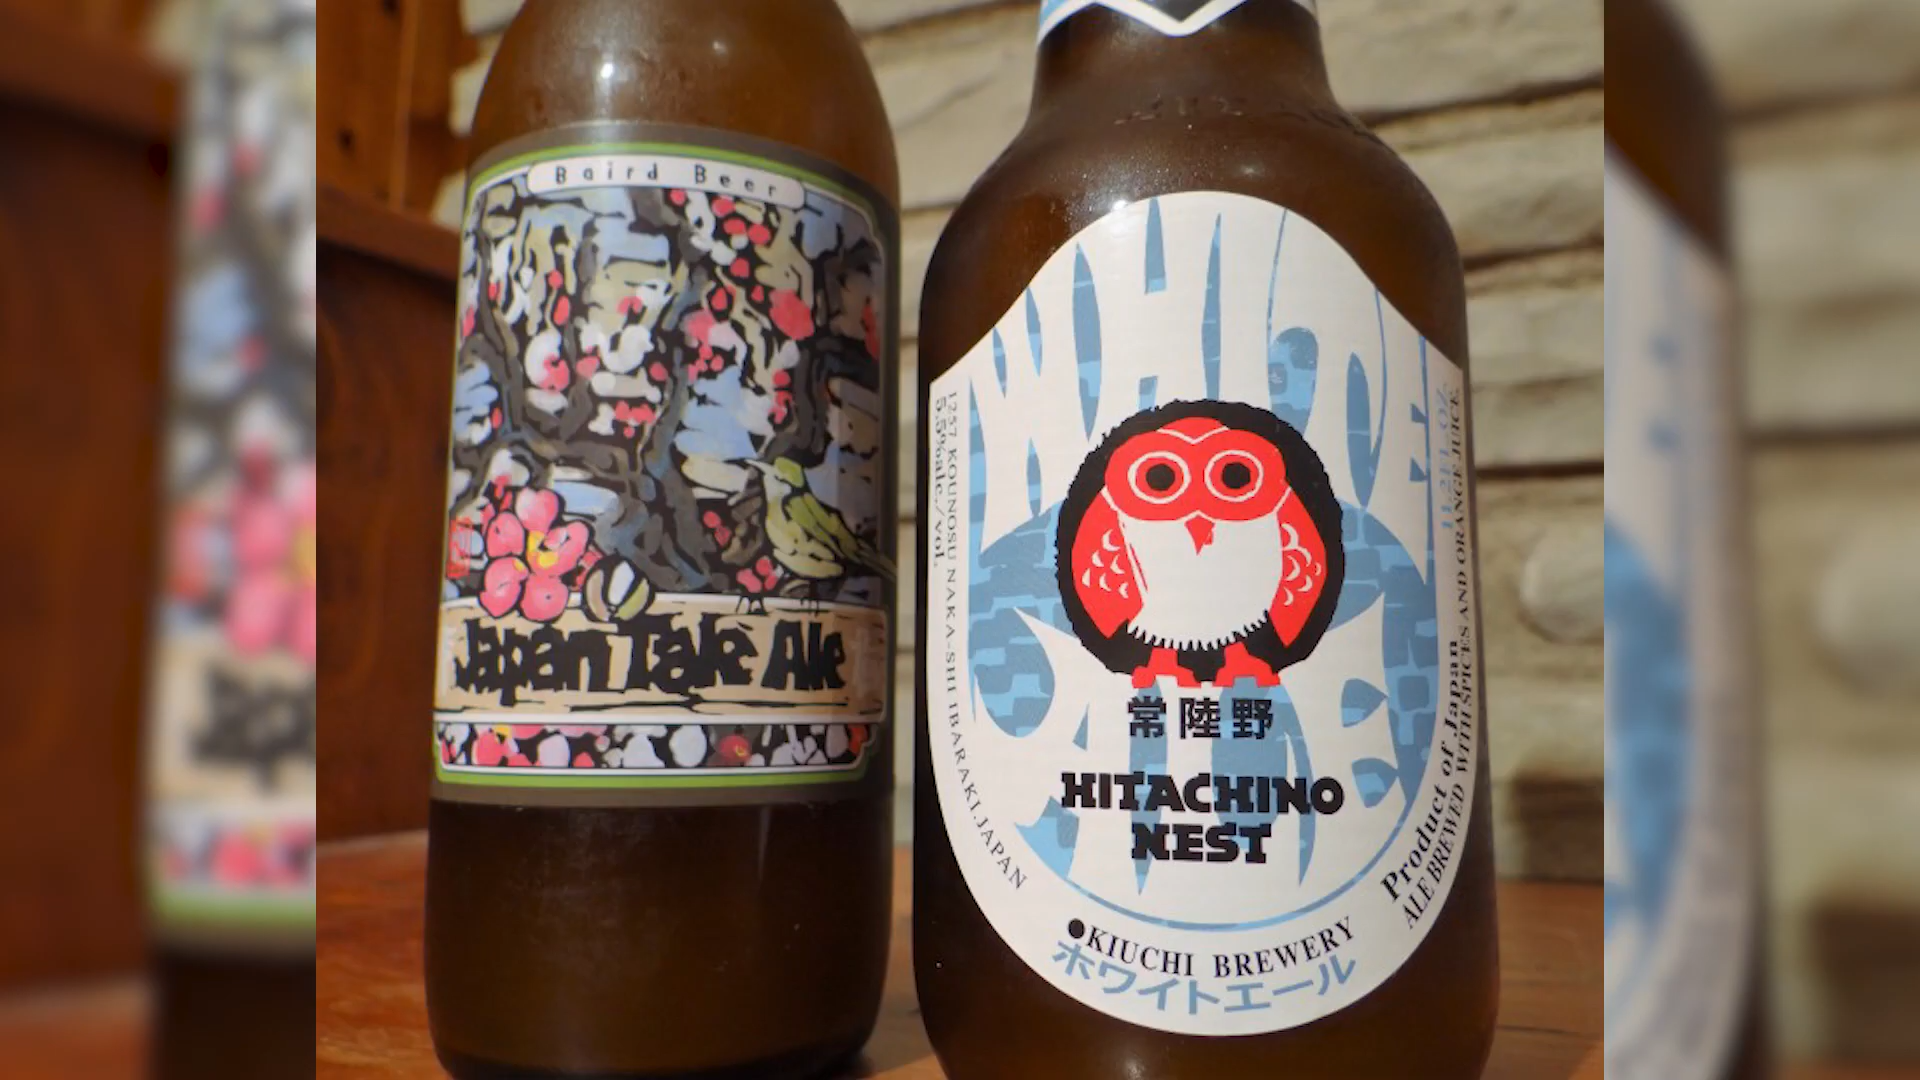 Baird Beer
Japan Tale Ale
WHITE
ALE
常陸野
HITACHINO
NEST
1257 KOUNOSU NAKA-SHI IBARAKI.JAPAN
5.5%alc./vol.
11.2FL.OZ.
Product of Japan
ALE BREWED WITH SPICES AND ORANGE JUICE.
●KIUCHI BREWERY
ホワイトエール